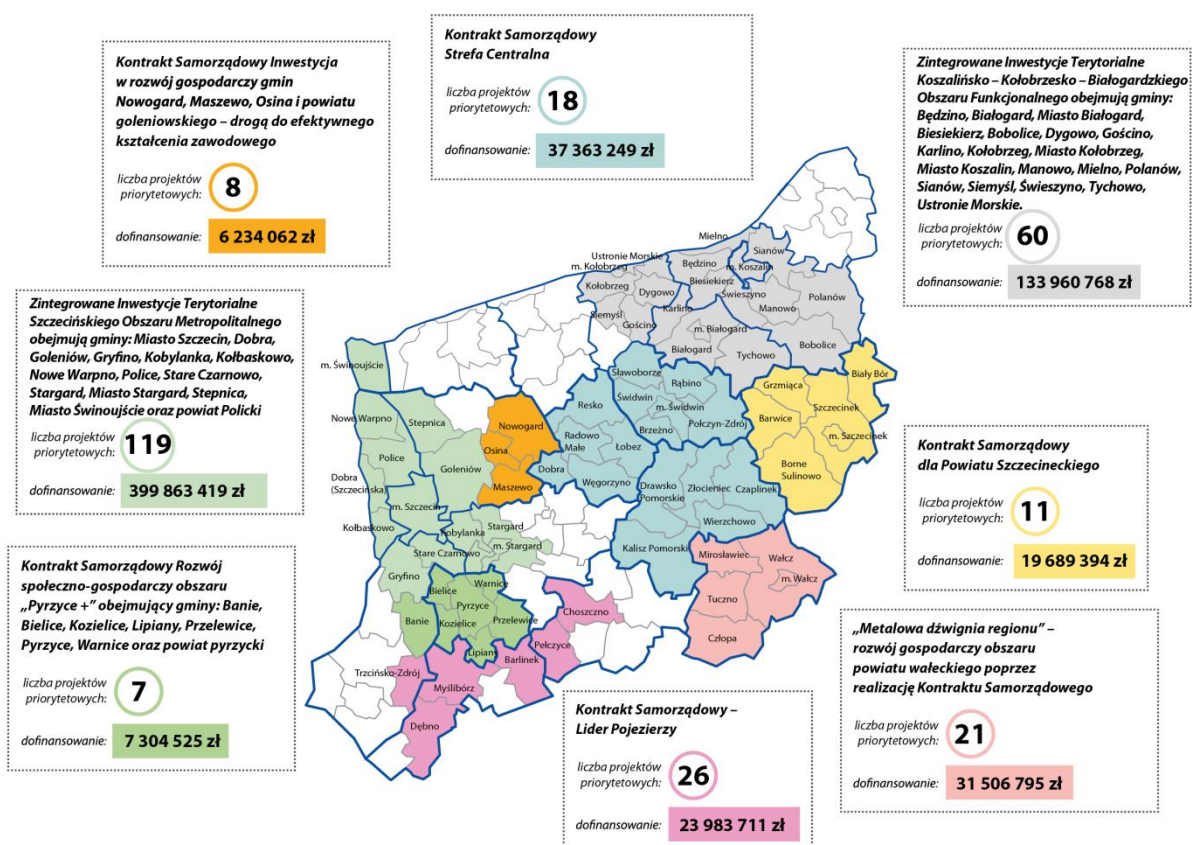 Kontrakt Samorządowy Inwestycja
w rozwój gospodarczy gmin
Nowogard, Maszewo, Osina i powiatu
goleniowskiego – drogą do efektywnego
kształcenia zawodowego
liczba projektów
priorytetowych:
8
dofinansowanie:
6 234 062 zł
Kontrakt Samorządowy
Strefa Centralna
liczba projektów
priorytetowych:
18
dofinansowanie:
37 363 249 zł
Zintegrowane Inwestycje Terytorialne
Koszalińsko – Kołobrzesko – Białogardzkiego
Obszaru Funkcjonalnego obejmują gminy:
Będzino, Białogard, Miasto Białogard,
Biesiekierz, Bobolice, Dygowo, Gościno,
Karlino, Kołobrzeg, Miasto Kołobrzeg,
Miasto Koszalin, Manowo, Mielno, Polanów,
Sianów, Siemyśl, Świeszyno, Tychowo,
Ustronie Morskie.
liczba projektów
priorytetowych:
60
dofinansowanie:
133 960 768 zł
Zintegrowane Inwestycje Terytorialne
Szczecińskiego Obszaru Metropolitalnego
obejmują gminy: Miasto Szczecin, Dobra,
Goleniów, Gryfino, Kobylanka, Kołbaskowo,
Nowe Warpno, Police, Stare Czarnowo,
Stargard, Miasto Stargard, Stepnica,
Miasto Świnoujście oraz powiat Policki
liczba projektów
priorytetowych:
119
dofinansowanie:
399 863 419 zł
Kontrakt Samorządowy Rozwój
społeczno-gospodarczy obszaru
„Pyrzyce +” obejmujący gminy: Banie,
Bielice, Kozielice, Lipiany, Przelewice,
Pyrzyce, Warnice oraz powiat pyrzycki
liczba projektów
priorytetowych:
7
dofinansowanie:
7 304 525 zł
Kontrakt Samorządowy
dla Powiatu Szczecineckiego
liczba projektów
priorytetowych:
11
dofinansowanie:
19 689 394 zł
„Metalowa dźwignia regionu” –
rozwój gospodarczy obszaru
powiatu wałeckiego poprzez
realizację Kontraktu Samorządowego
liczba projektów
priorytetowych:
21
dofinansowanie:
31 506 795 zł
Kontrakt Samorządowy –
Lider Pojezierzy
liczba projektów
priorytetowych:
26
dofinansowanie:
23 983 711 zł
Mielno
Sianów
Ustronie Morskie
m. Kołobrzeg
Będzino
m. Koszalin
Kołobrzeg
Dygowo
Biesiekierz
Świeszyno
Polanów
Manowo
Siemyśl
Gościno
Karlino
m. Białogard
Białogard
Tychowo
Bobolice
m. Świnoujście
Sławoborze
Rąbino
Świdwin
m. Świdwin
Resko
Brzeżno
Połczyn-Zdrój
Grzmiąca
Biały Bór
Barwice
Szczecinek
m. Szczecinek
Borne
Sulinowo
Nowe Warpno
Stepnica
Nowogard
Osina
Maszewo
Radowo
Małe
Łobez
Dobra
Węgorzyno
Police
Goleniów
Dobra
(Szczecińska)
m. Szczecin
Kołbaskowo
Drawsko
Pomorskie
Złocieniec
Czaplinek
Wierzchowo
Kalisz Pomorski
Kobylanka
Stargard
m. Stargard
Stare Czarnowo
Gryfino
Mirosławiec
Wałcz
m. Wałcz
Tuczno
Człopa
Bielice
Warnice
Pyrzyce
Banie
Kozielice
Przelewice
Lipiany
Choszczno
Pełczyce
Barlinek
Trzcińsko-Zdrój
Myślibórz
Dębno